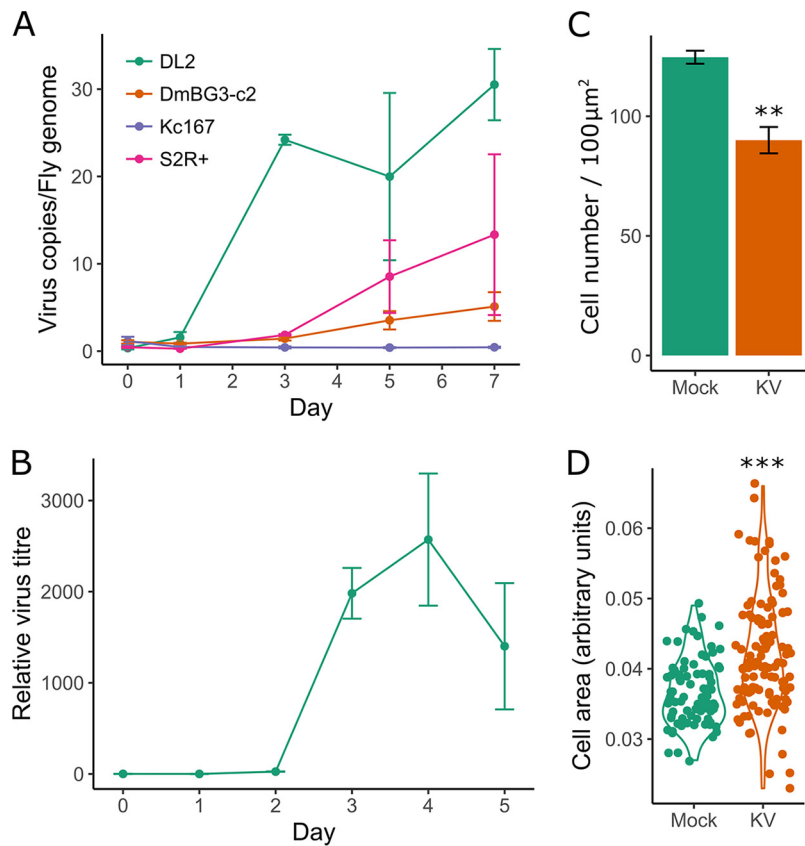 A
DL2
DmBG3-c2
Kc167
S2R+
Virus copies/Fly genome
30
20
10
0
0 1 2 3 4 5 6 7
Day
B
Relative virus titre
3000
2000
1000
0
0 1 2 3 4 5
Day
C
Cell number / 100µm²
100
50
0
**
Mock KV
D
***
Cell area (arbitrary units)
0.06
0.05
0.04
0.03
Mock KV